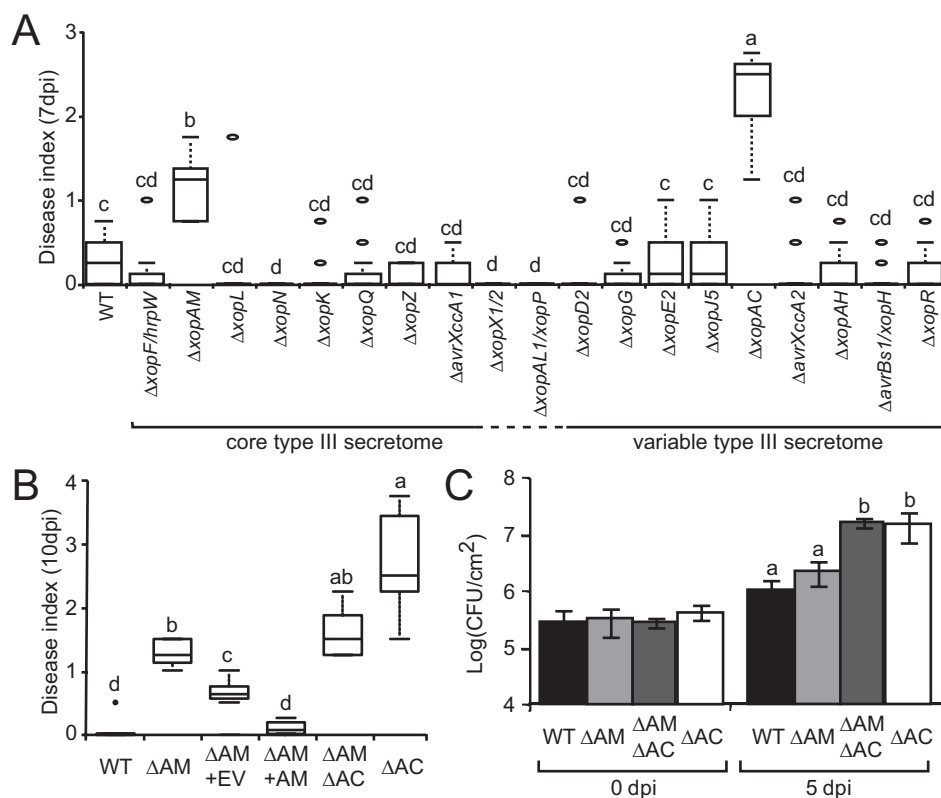 A
Disease index (7dpi)
3
2
1
0
c
cd
b
cd
d
cd
cd
cd
cd
d
d
cd
cd
c
c
a
cd
cd
cd
cd
WT
ΔxopF/hrpW
ΔxopAM
ΔxopL
ΔxopN
ΔxopK
ΔxopQ
ΔxopZ
ΔavrXccA1
ΔxopX1/2
ΔxopAL1/xopP
ΔxopD2
ΔxopG
ΔxopE2
ΔxopJ5
ΔxopAC
ΔavrXccA2
ΔxopAH
ΔavrBs1/xopH
ΔxopR
core type III secretome
variable type III secretome
B
Disease index (10dpi)
4
3
2
1
0
d
b
c
d
ab
a
WT
ΔAM
ΔAM
+EV
ΔAM
+AM
ΔAM
ΔAC
ΔAC
C
Log(CFU/cm²)
8
7
6
5
4
a
a
b
b
WT
ΔAM
ΔAM
ΔAC
ΔAC
WT
ΔAM
ΔAM
ΔAC
ΔAC
0 dpi
5 dpi